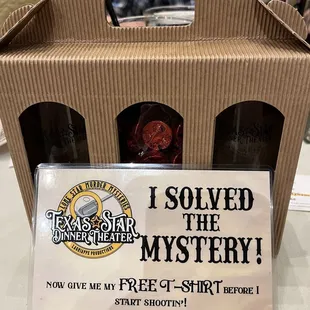 LONE STAR MURDER MYSTERIES
TEXAS STAR
DINNER THEATER
I SOLVED
THE
MYSTERY!
NOW GIVE ME MY FREE T-SHIRT BEFORE I
START SHOOTIN'!